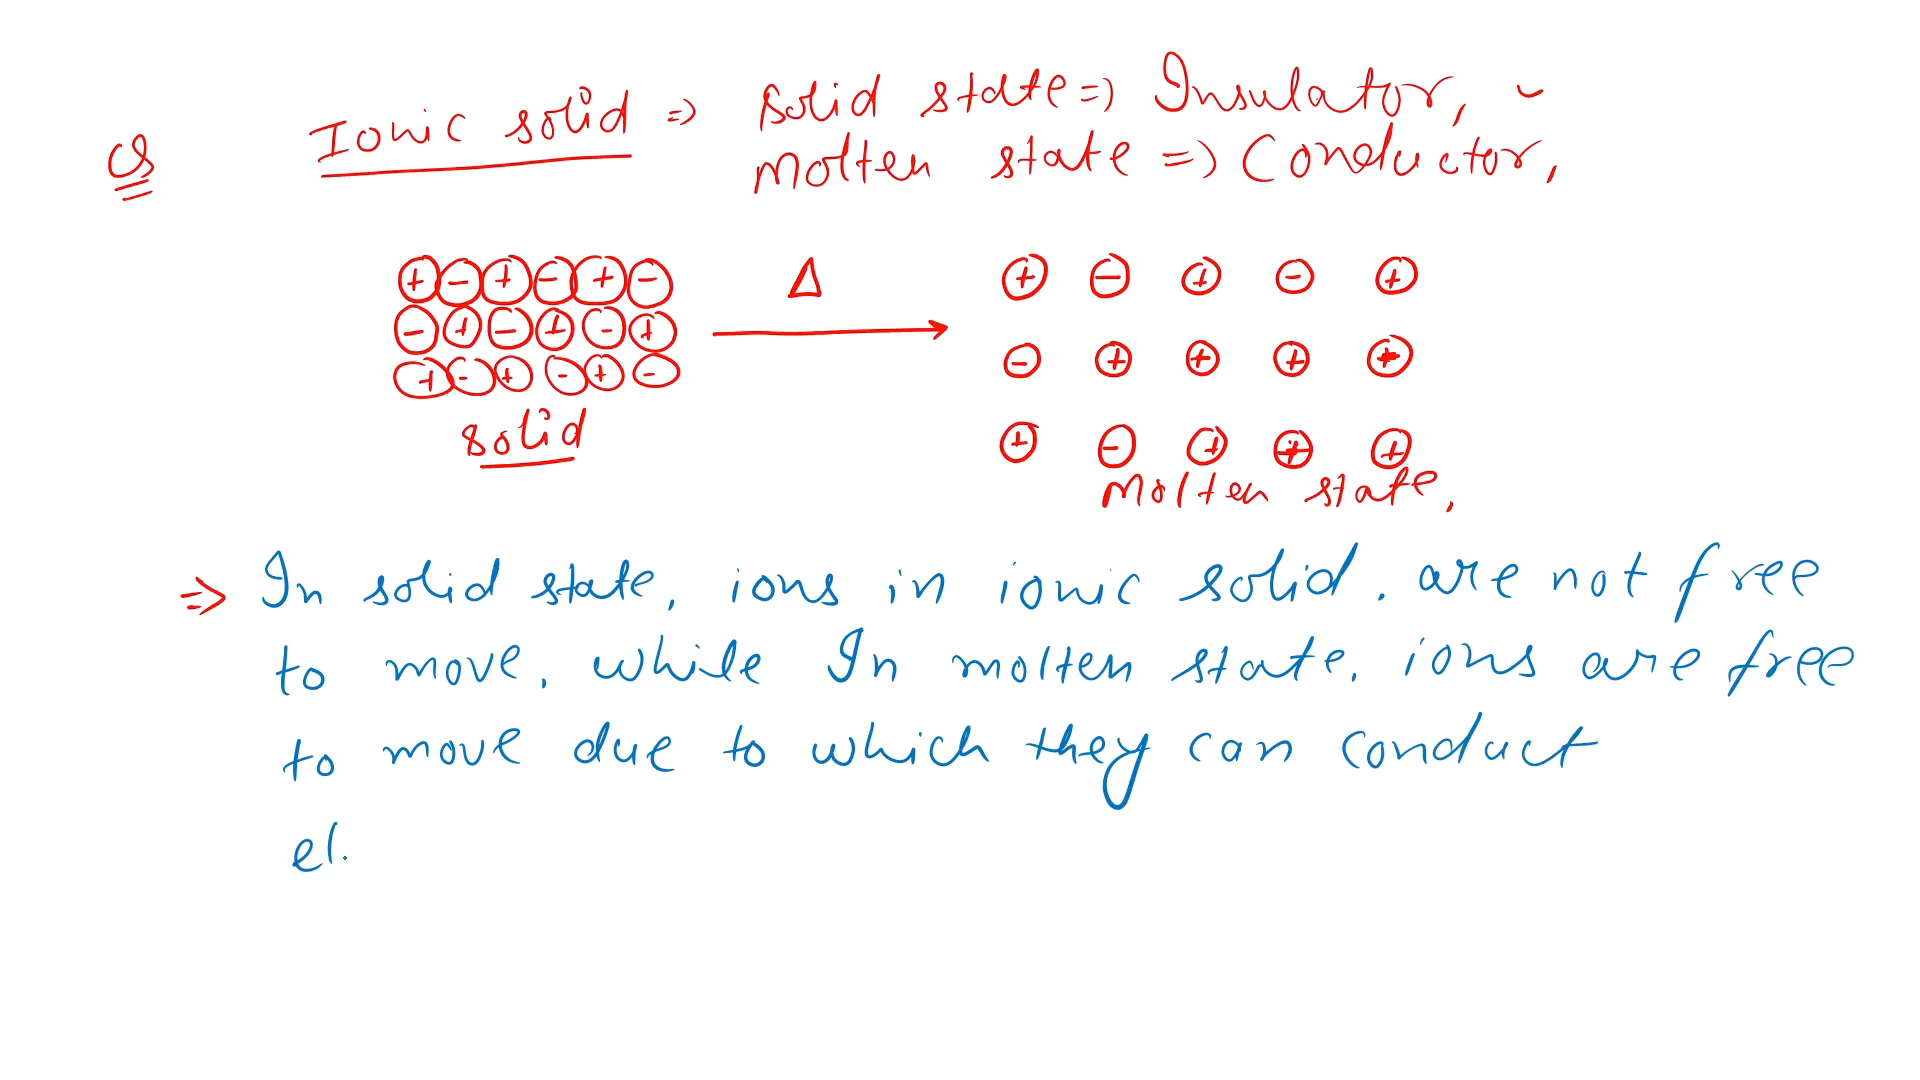 Ionic solid => solid state => Insulator,
molten state => Conductor,
+ - + - + - Δ + - + - +
- + - + - + - + + + +
+ - + - + - + - + + +
solid
Molten state,
=> In solid state, ions in ionic solid. are not free
to move, while In molten state. ions are free
to move due to which they can conduct
el.